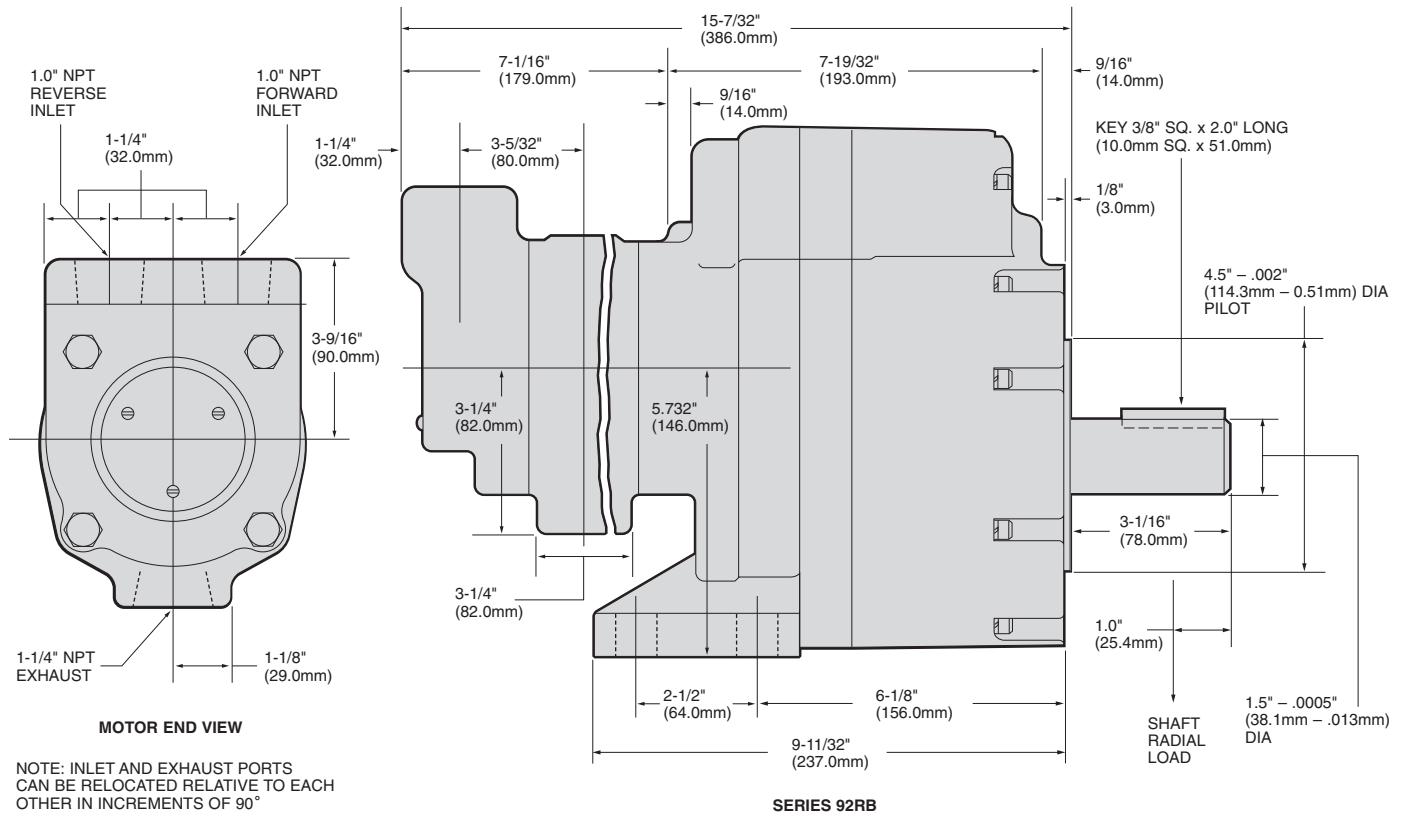 15-7/32"
(386.0mm)
7-1/16"
(179.0mm)
7-19/32"
(193.0mm)
9/16"
(14.0mm)
1.0" NPT
REVERSE
INLET
1.0" NPT
FORWARD
INLET
9/16"
(14.0mm)
KEY 3/8" SQ. x 2.0" LONG
(10.0mm SQ. x 51.0mm)
1-1/4"
(32.0mm)
1-1/4"
(32.0mm)
3-5/32"
(80.0mm)
1/8"
(3.0mm)
4.5" – .002"
(114.3mm – 0.51mm) DIA
PILOT
3-9/16"
(90.0mm)
3-1/4"
(82.0mm)
5.732"
(146.0mm)
3-1/16"
(78.0mm)
3-1/4"
(82.0mm)
1.0"
(25.4mm)
1-1/4" NPT
EXHAUST
1-1/8"
(29.0mm)
2-1/2"
(64.0mm)
6-1/8"
(156.0mm)
1.5" – .0005"
(38.1mm – .013mm)
DIA
SHAFT
RADIAL
LOAD
MOTOR END VIEW
9-11/32"
(237.0mm)
NOTE: INLET AND EXHAUST PORTS
CAN BE RELOCATED RELATIVE TO EACH
OTHER IN INCREMENTS OF 90°
SERIES 92RB